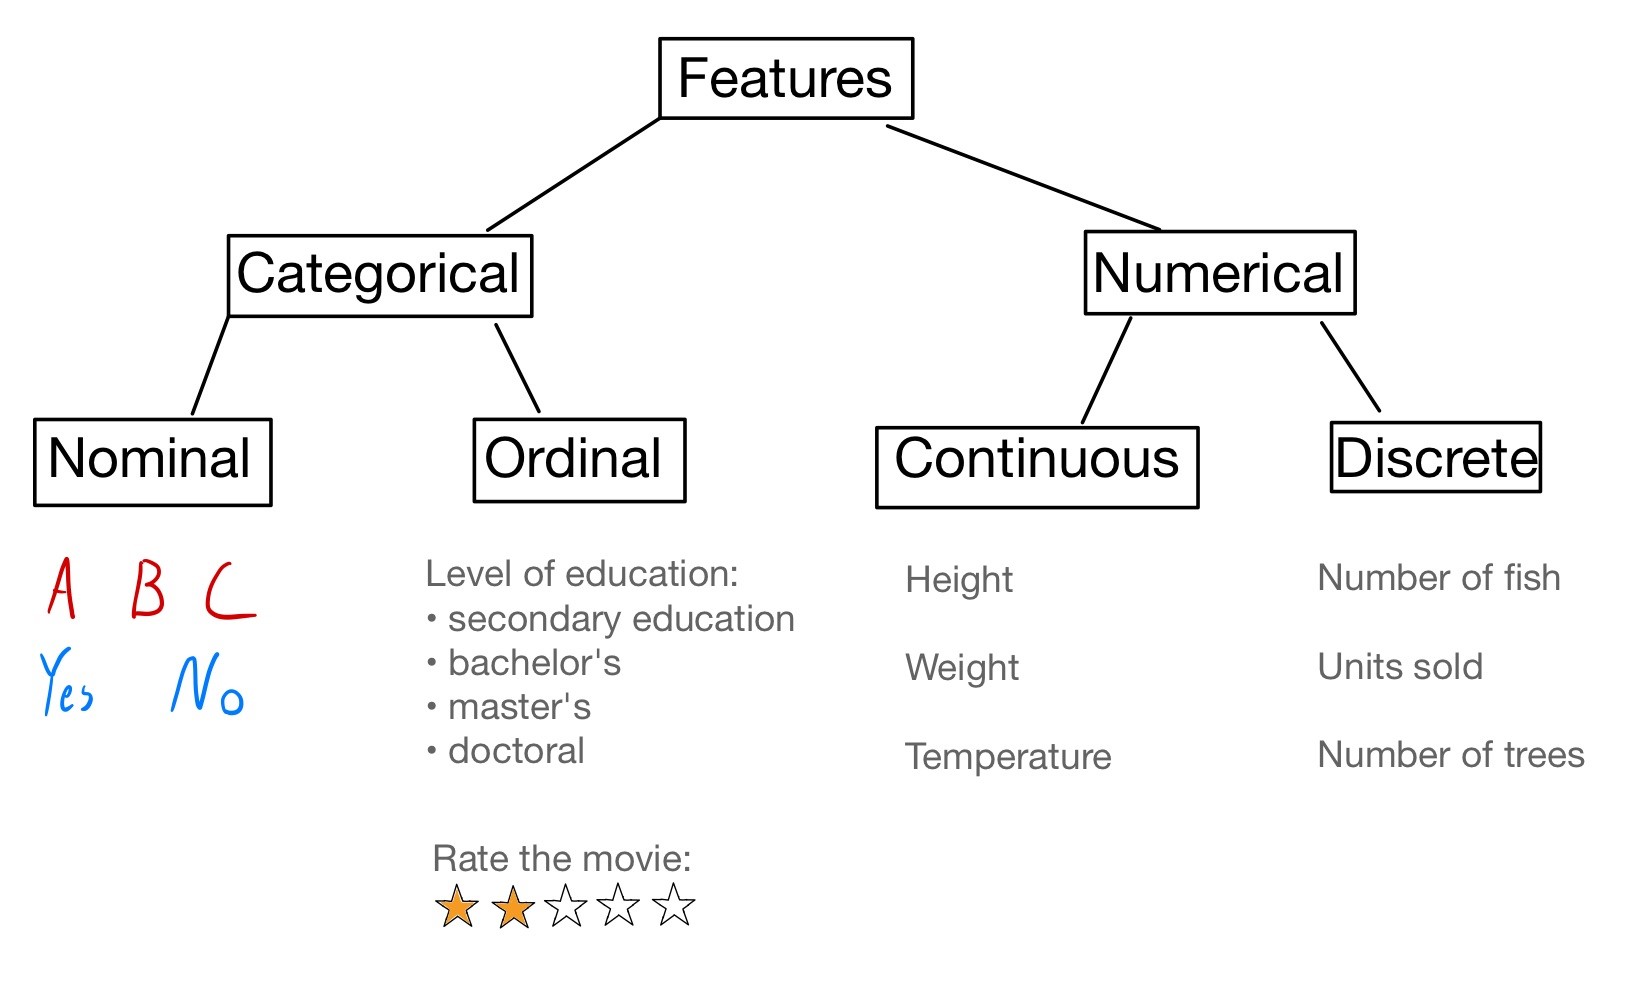 Features
Categorical
Numerical
Nominal
Ordinal
Continuous
Discrete
A B C
Yes No
Level of education:
• secondary education
• bachelor's
• master's
• doctoral
Rate the movie:
Height
Weight
Temperature
Number of fish
Units sold
Number of trees